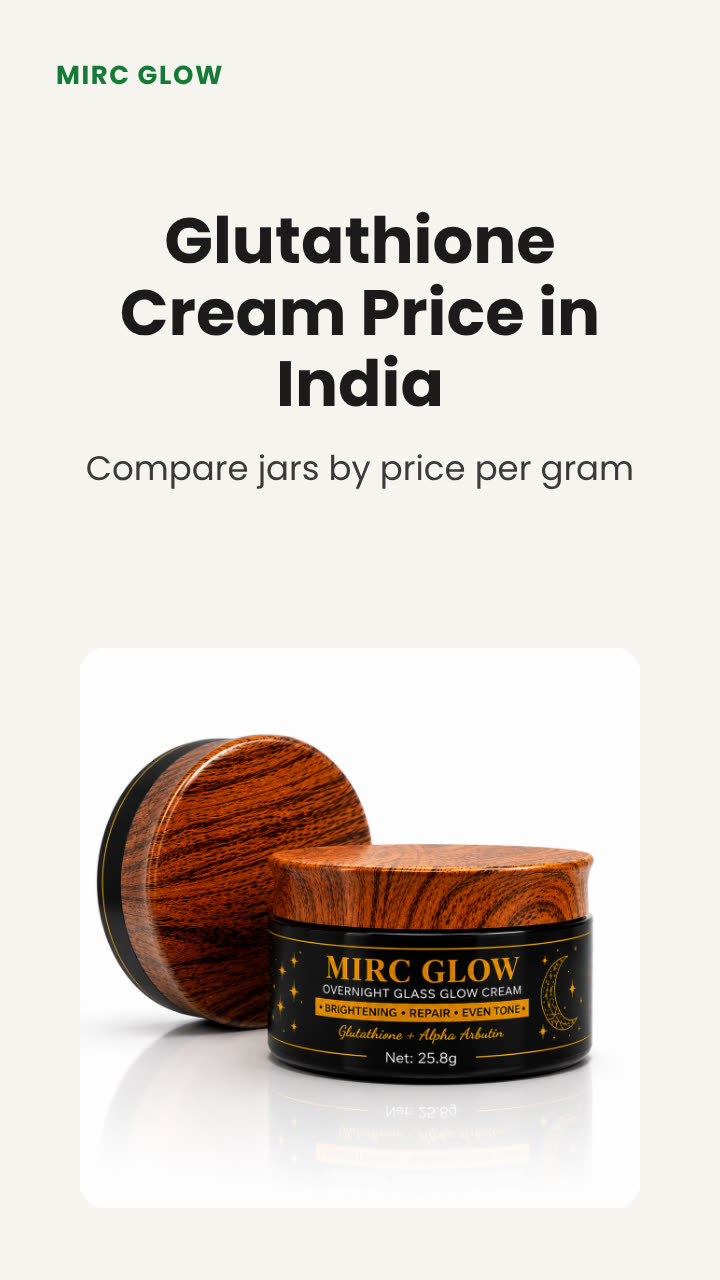 MIRC GLOW
Glutathione
Cream Price in
India
Compare jars by price per gram
MIRC GLOW
OVERNIGHT GLASS GLOW CREAM
• BRIGHTENING • REPAIR • EVEN TONE •
Glutathione + Alpha Arbutin
Net: 25.8g